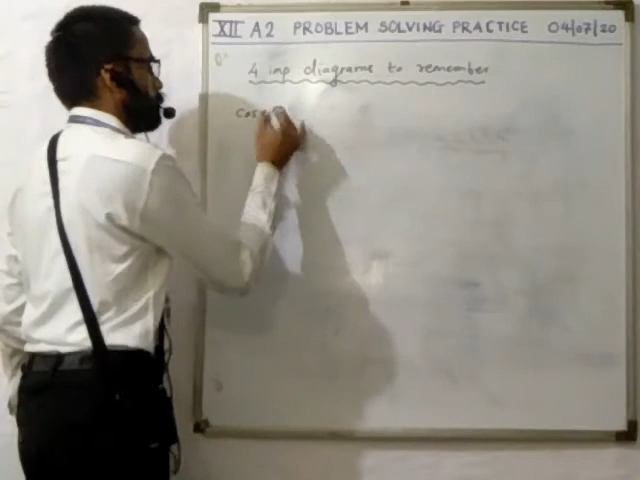 XII A2 PROBLEM SOLVING PRACTICE 04/07/20
4 imp diagrams to remember